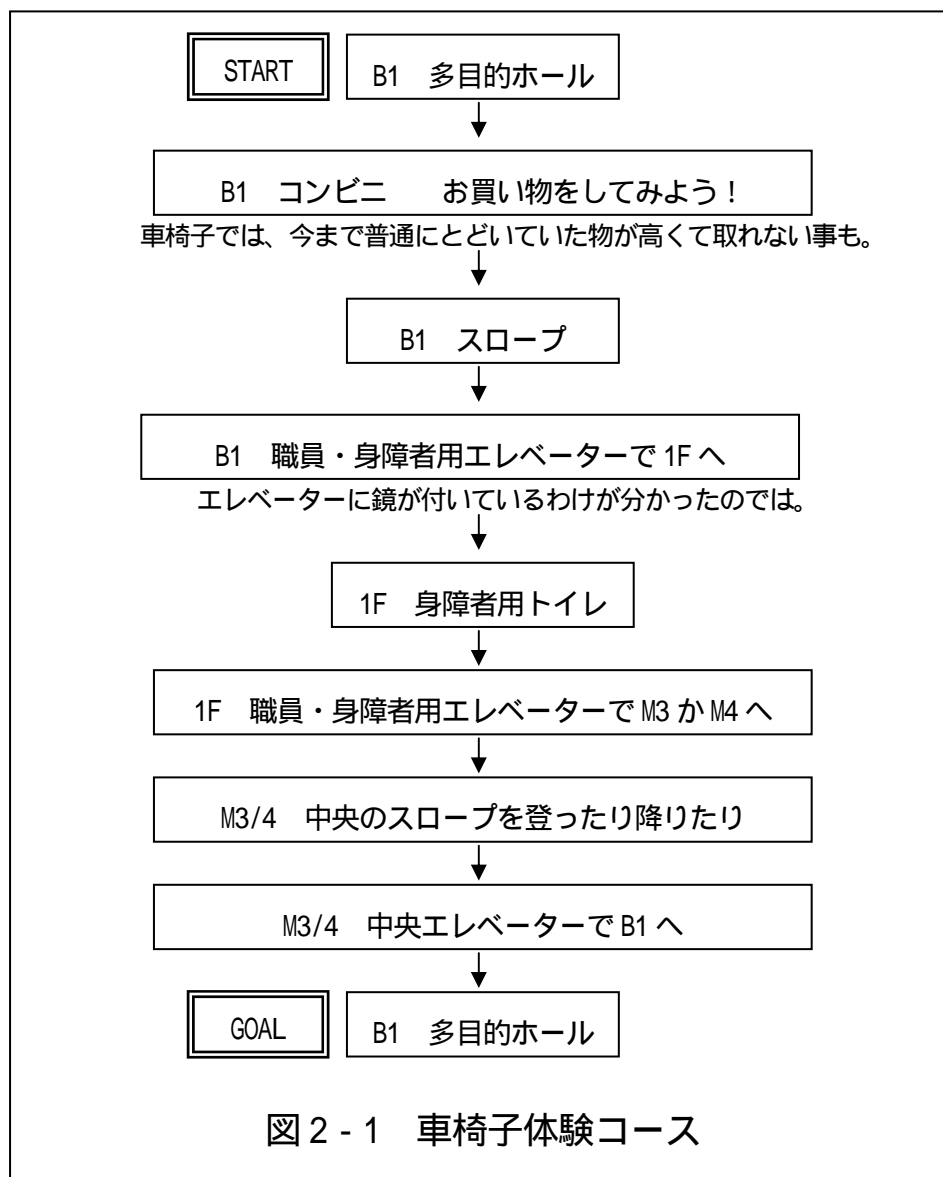 START　B1　多目的ホール
B1　コンビニ　　お買い物をしてみよう！
車椅子では、今まで普通にとどいていた物が高くて取れない事も。
B1　スロープ
B1　職員・身障者用エレベーターで 1F へ
エレベーターに鏡が付いているわけが分かったのでは。
1F　身障者用トイレ
1F　職員・身障者用エレベーターで M3 か M4 へ
M3/4　中央のスロープを登ったり降りたり
M3/4　中央エレベーターで B1 へ
GOAL　B1　多目的ホール
図２-１　車椅子体験コース